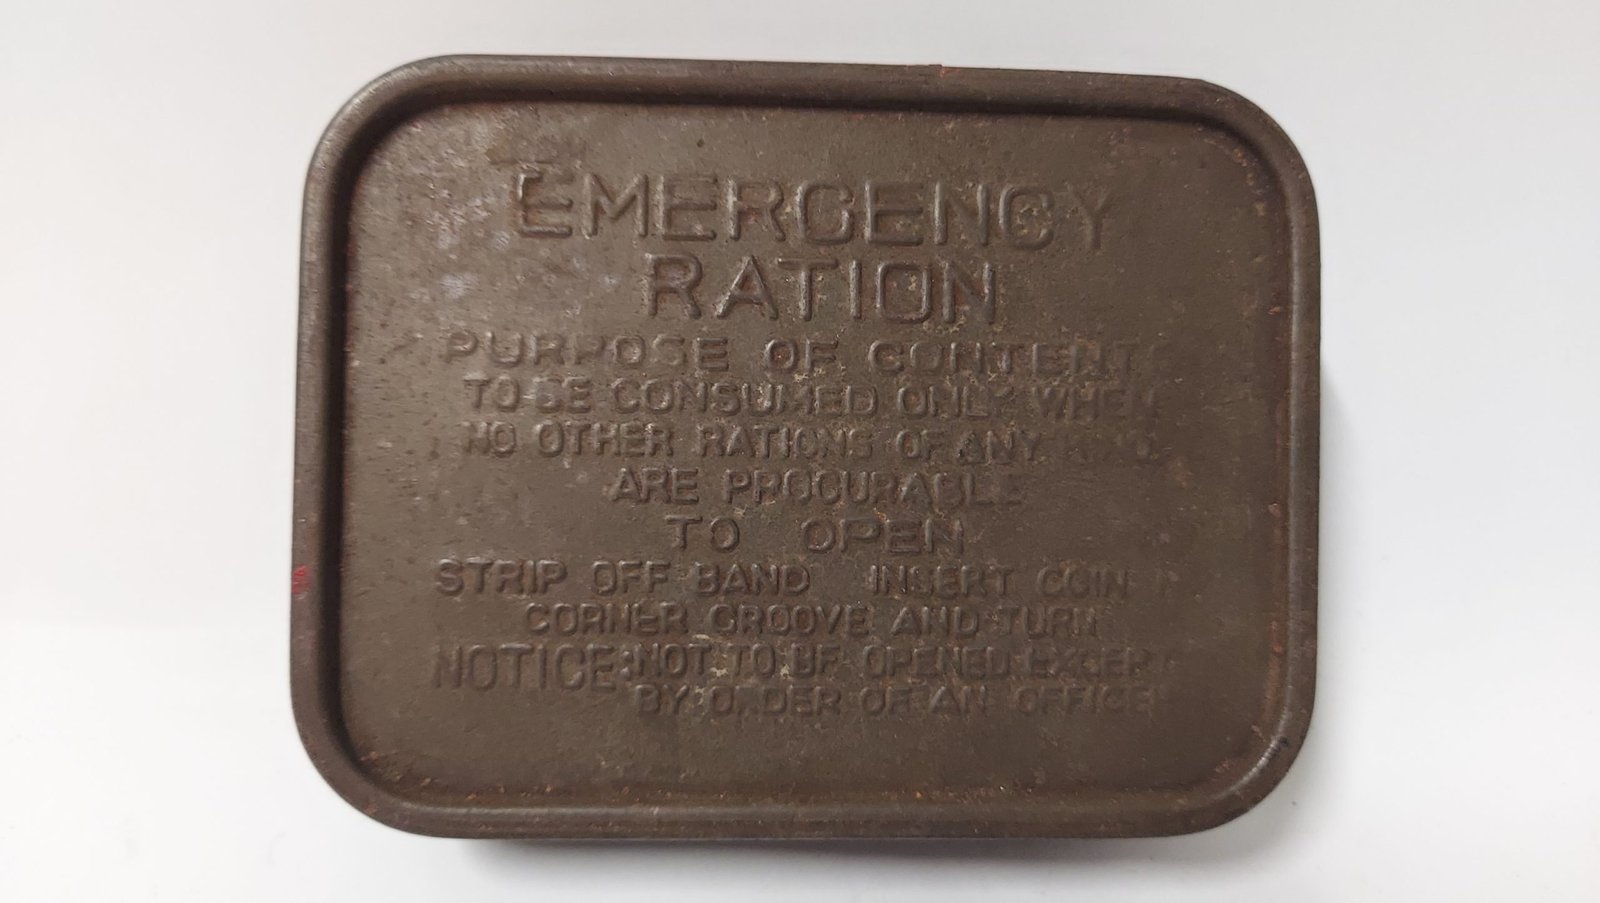 EMERGENCY
RATION
PURPOSE OF CONTENTS
TO BE CONSUMED ONLY WHEN
NO OTHER RATIONS OF ANY KIND
ARE PROCURABLE
TO OPEN
STRIP OFF BAND INSERT COIN IN
CORNER GROOVE AND TURN
NOTICE: NOT TO BE OPENED EXCEPT
BY ORDER OF AN OFFICER